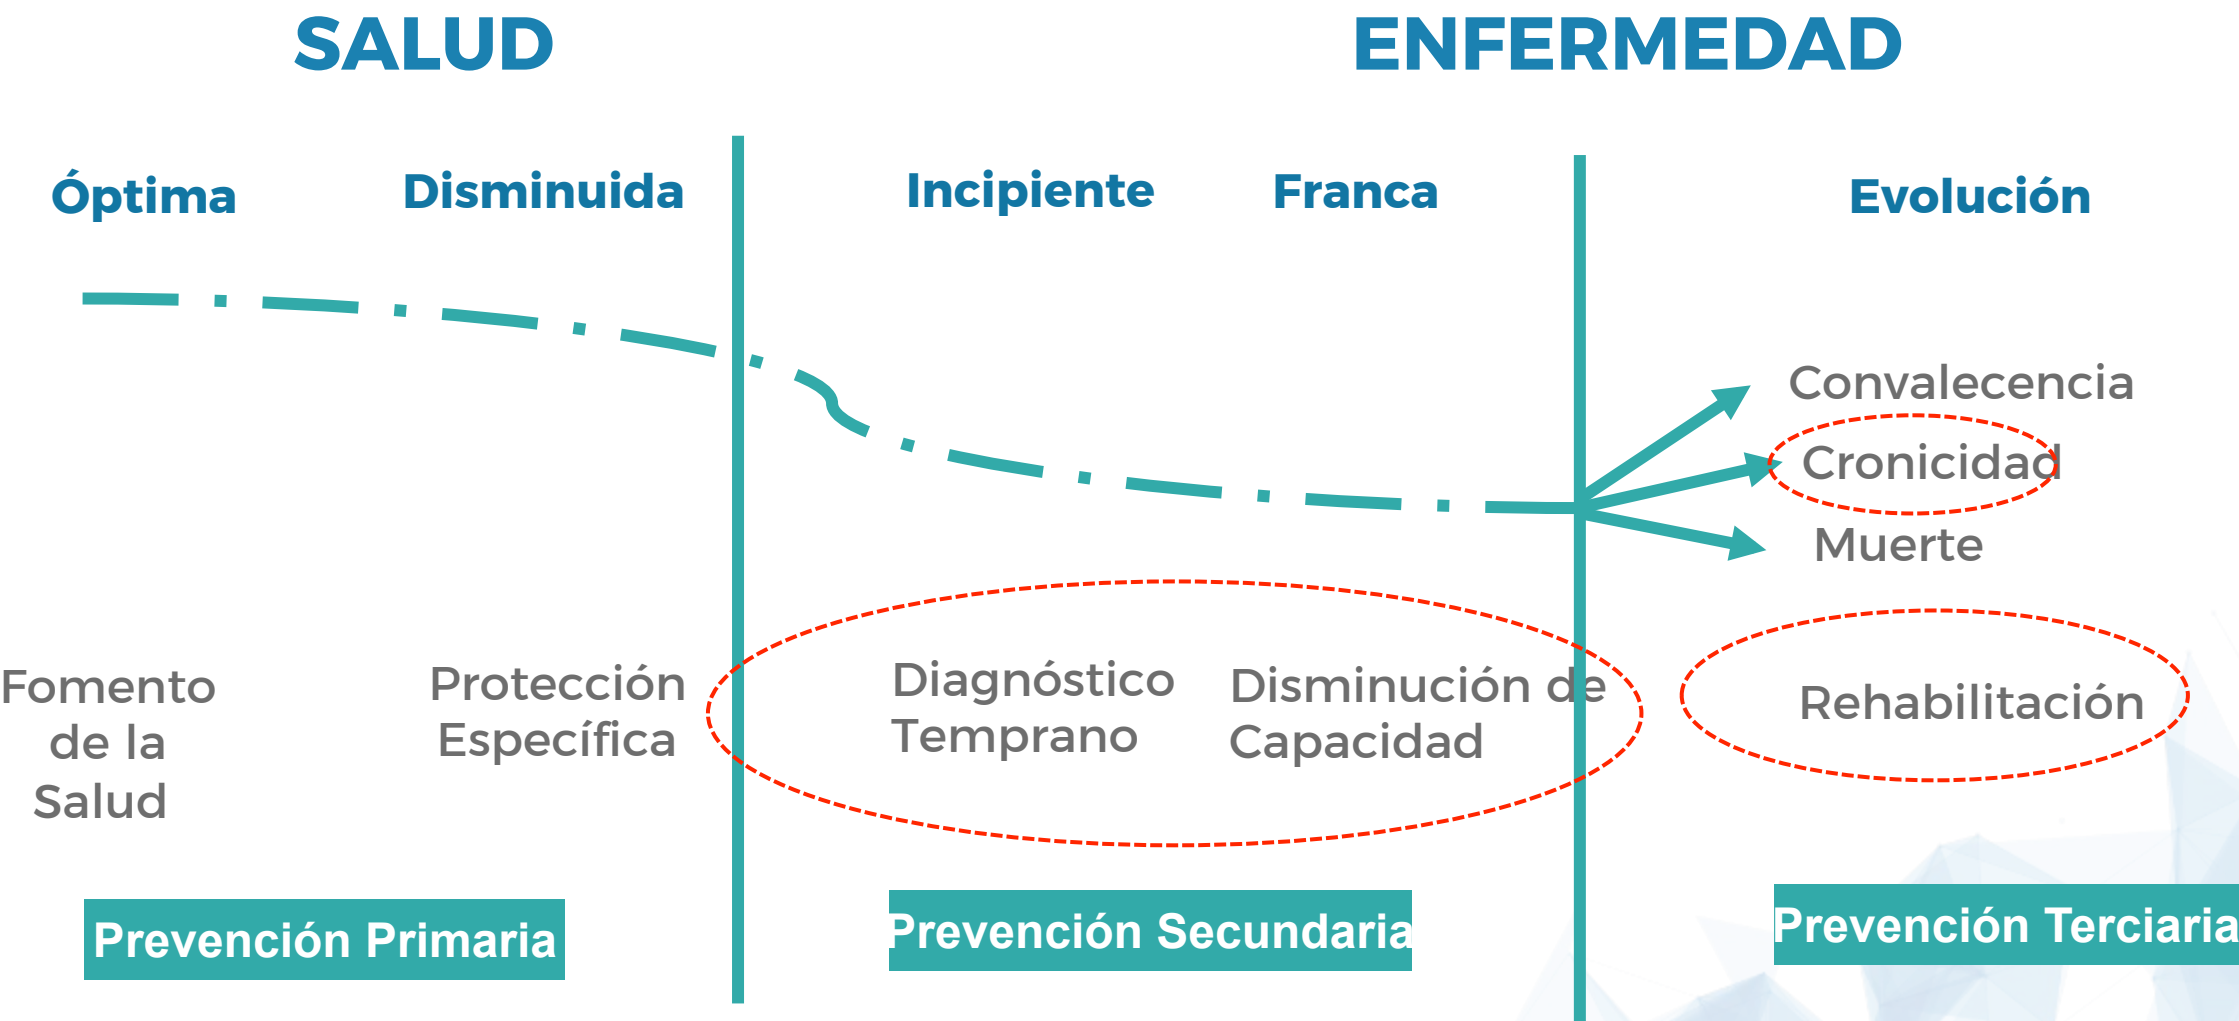 SALUD
ENFERMEDAD
Óptima
Disminuida
Incipiente
Franca
Evolución
Convalecencia
Cronicidad
Muerte
Fomento
de la
Salud
Protección
Específica
Diagnóstico
Temprano
Disminución de
Capacidad
Rehabilitación
Prevención Primaria
Prevención Secundaria
Prevención Terciaria